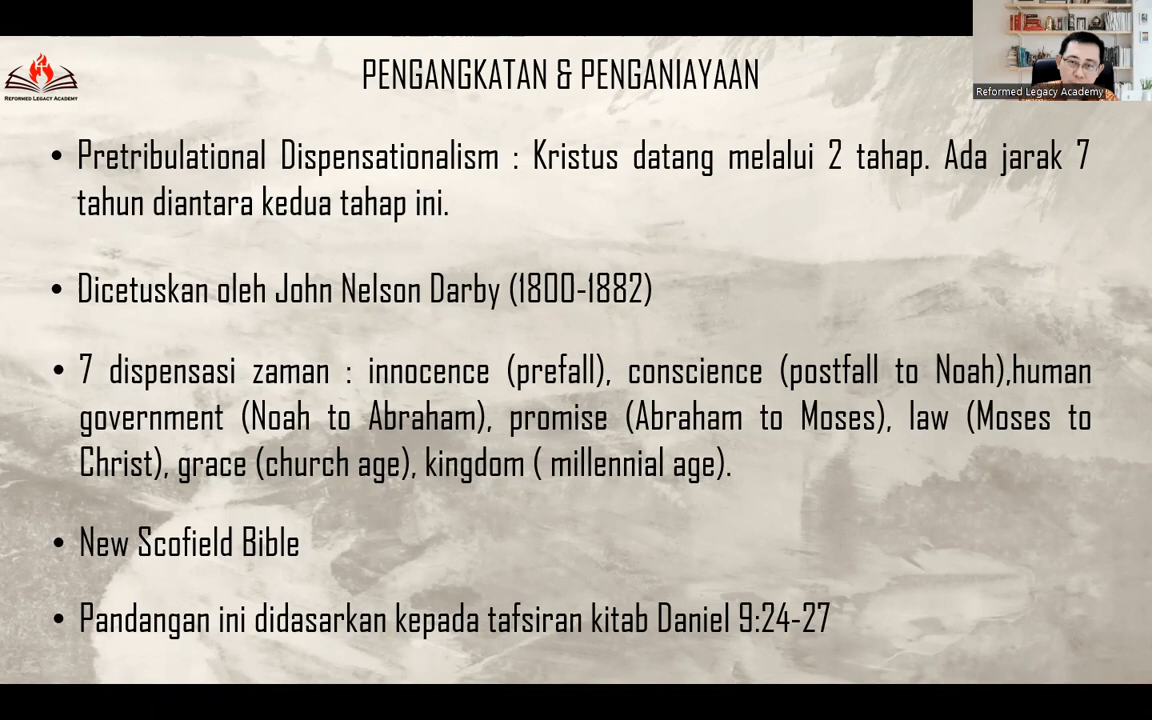 REFORMED LEGACY ACADEMY
PENGANGKATAN & PENGANIAYAAN
Reformed Legacy Academy
• Pretribulational Dispensationalism : Kristus datang melalui 2 tahap. Ada jarak 7
tahun diantara kedua tahap ini.
• Dicetuskan oleh John Nelson Darby (1800-1882)
• 7 dispensasi zaman : innocence (prefall), conscience (postfall to Noah),human
government (Noah to Abraham), promise (Abraham to Moses), law (Moses to
Christ), grace (church age), kingdom ( millennial age).
• New Scofield Bible
• Pandangan ini didasarkan kepada tafsiran kitab Daniel 9:24-27